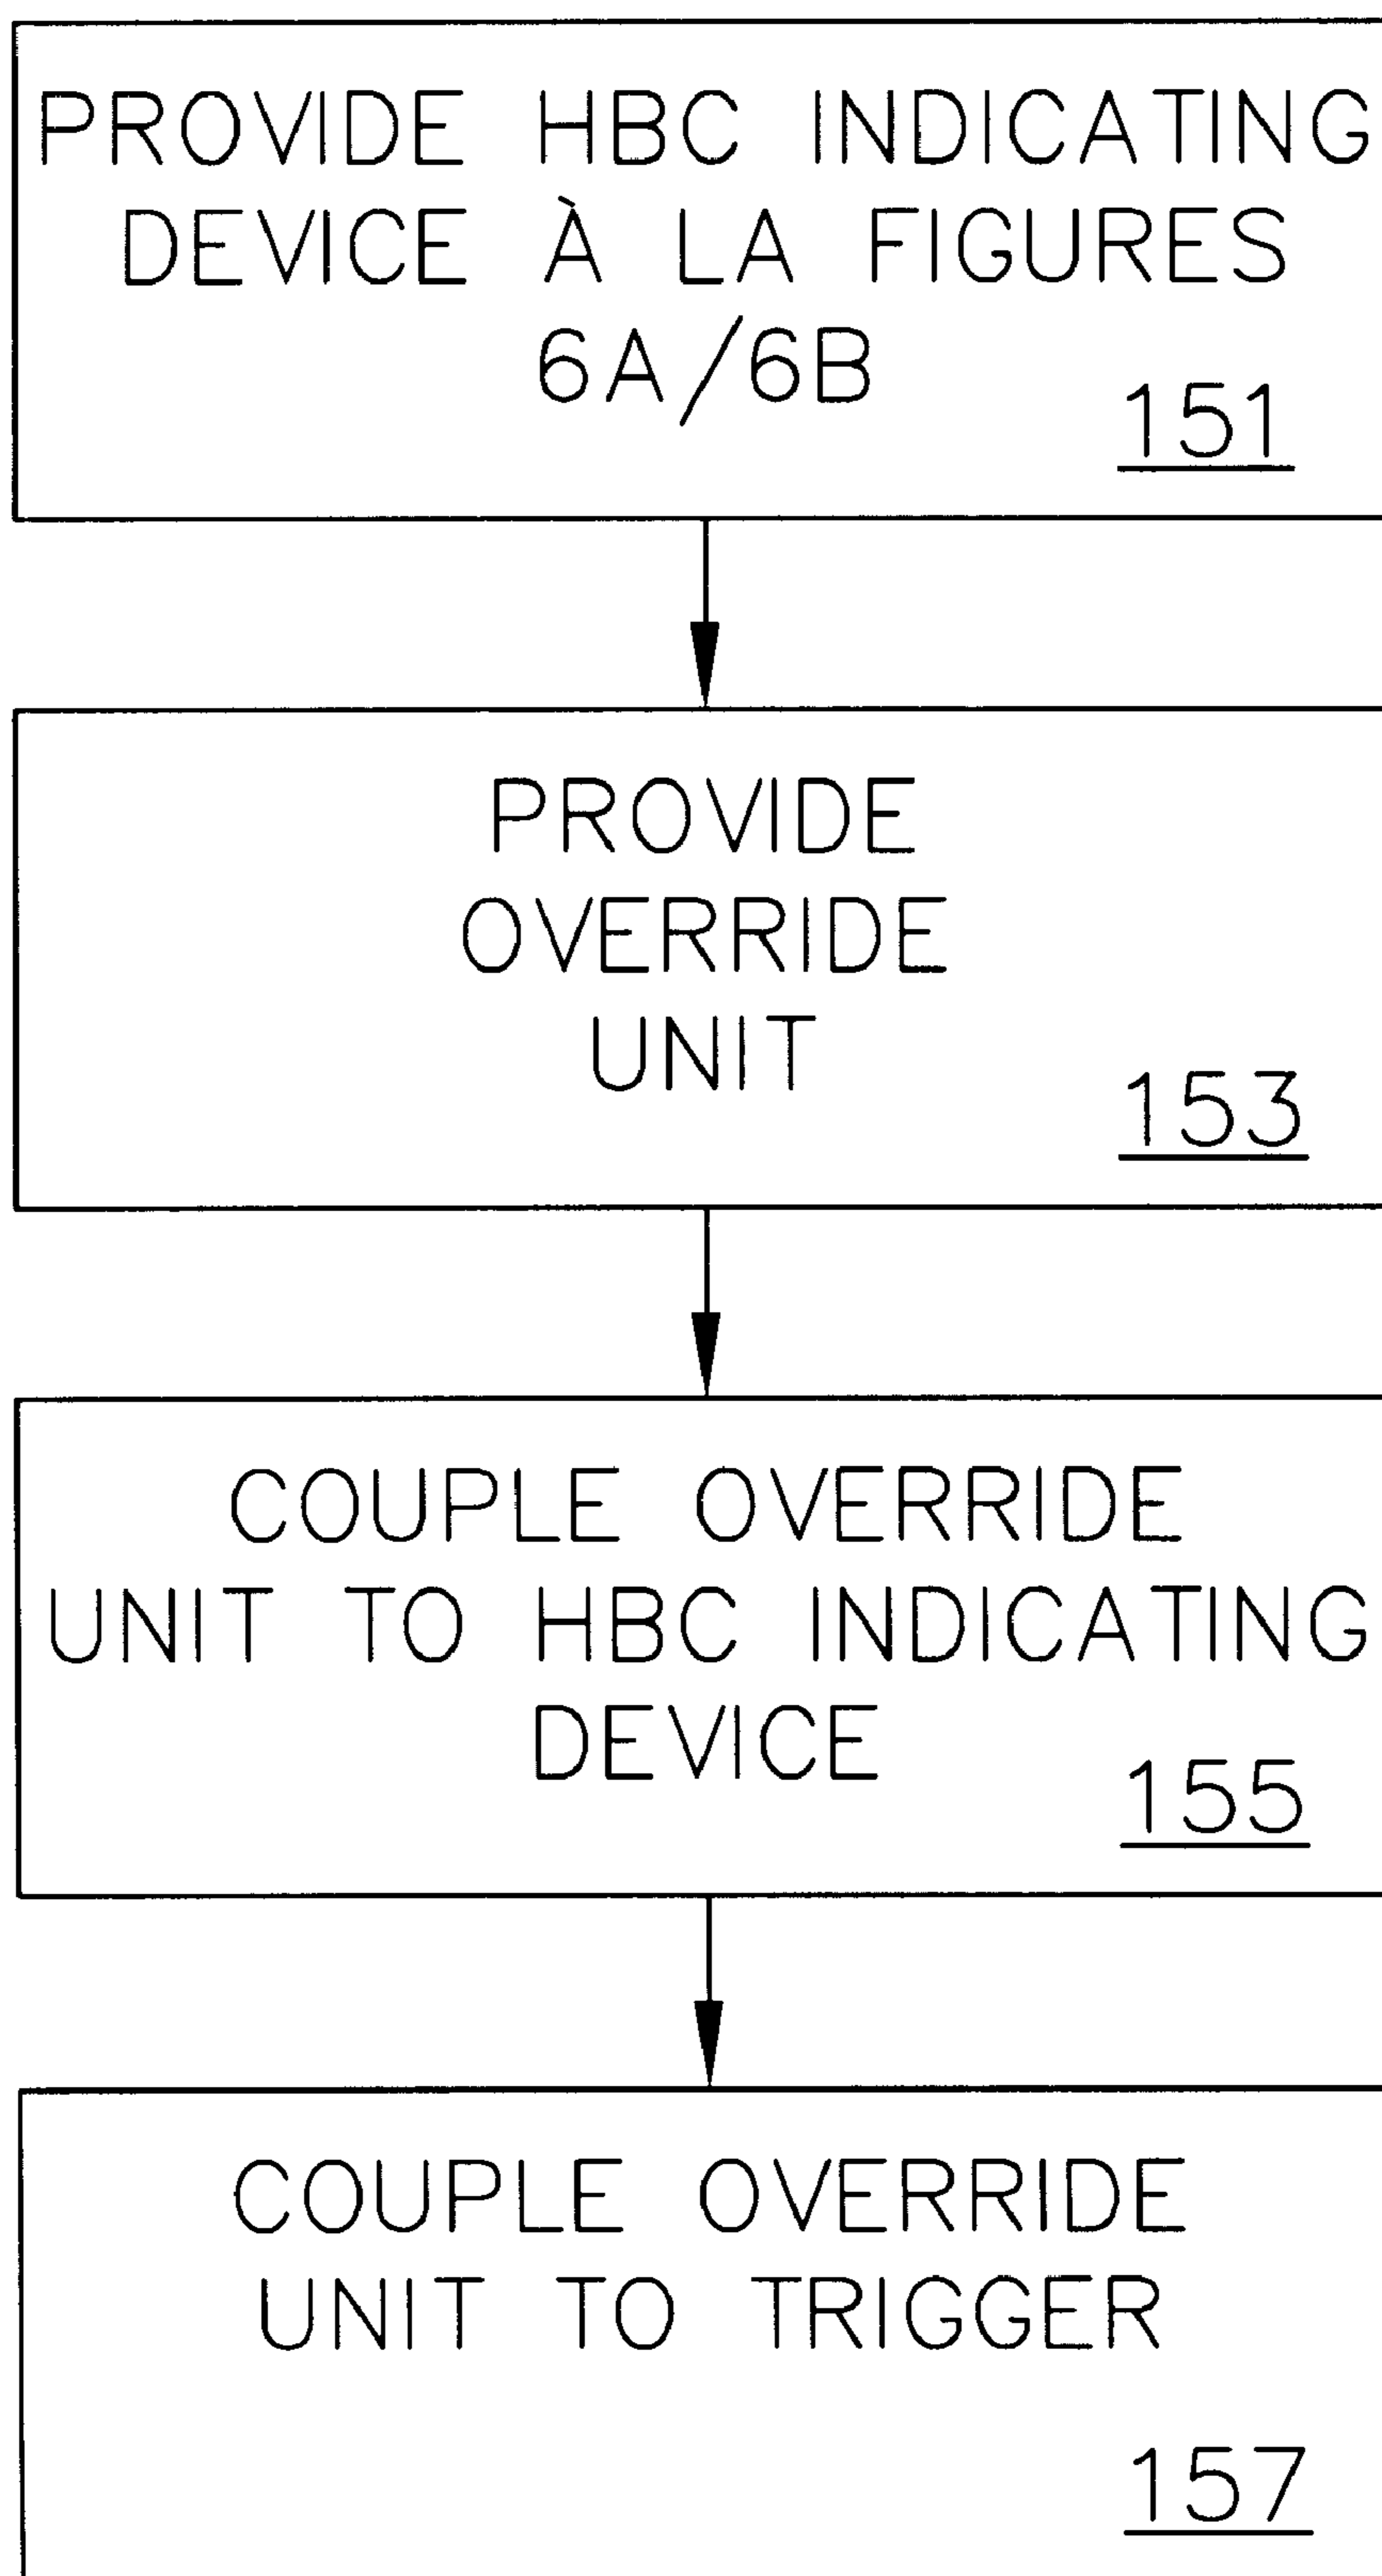 PROVIDE HBC INDICATING
DEVICE À LA FIGURES
6A/6B
151
PROVIDE
OVERRIDE
UNIT
153
COUPLE OVERRIDE
UNIT TO HBC INDICATING
DEVICE
155
COUPLE OVERRIDE
UNIT TO TRIGGER
157